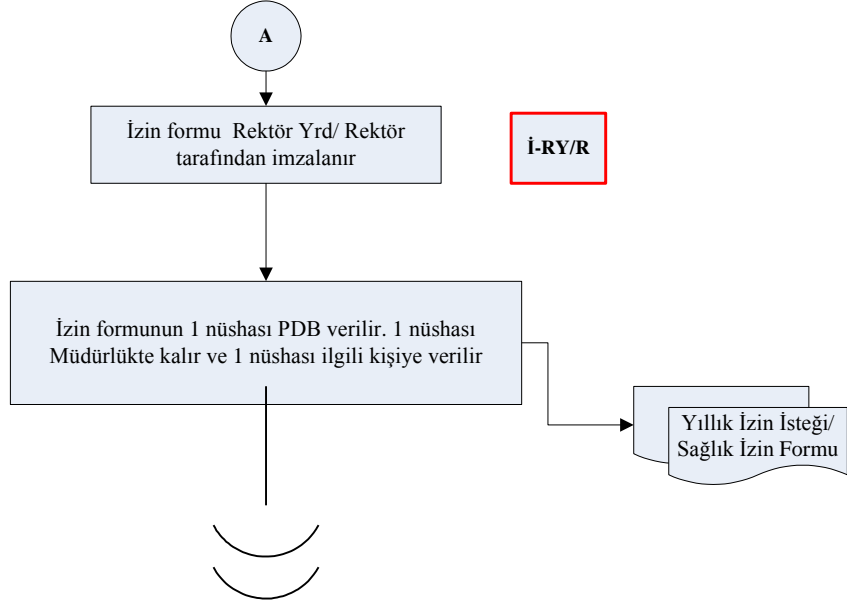 A
İzin formu  Rektör Yrd/ Rektör
tarafından imzalanır
İ-RY/R
İzin formunun 1 nüshası PDB verilir. 1 nüshası
Müdürlükte kalır ve 1 nüshası ilgili kişiye verilir
Yıllık İzin İsteği/
Sağlık İzin Formu